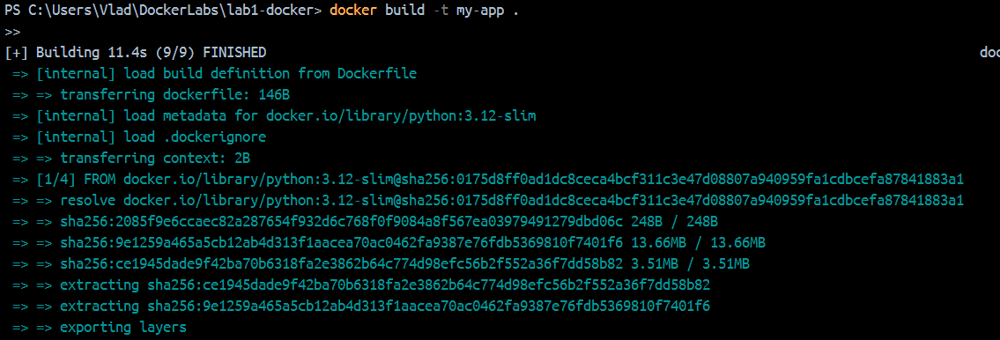 PS C:\Users\Vlad\DockerLabs\lab1-docker> docker build -t my-app .
>>
[+] Building 11.4s (9/9) FINISHED doc
=> [internal] load build definition from Dockerfile
=> => transferring dockerfile: 146B
=> [internal] load metadata for docker.io/library/python:3.12-slim
=> [internal] load .dockerignore
=> => transferring context: 2B
=> [1/4] FROM docker.io/library/python:3.12-slim@sha256:0175d8ff0ad1dc8ceca4bcf311c3e47d08807a940959fa1cdbcefa87841883a1
=> => resolve docker.io/library/python:3.12-slim@sha256:0175d8ff0ad1dc8ceca4bcf311c3e47d08807a940959fa1cdbcefa87841883a1
=> => sha256:2085f9e6ccaec82a287654f932d6c768f0f9084a8f567ea03979491279dbd06c 248B / 248B
=> => sha256:9e1259a465a5cb12ab4d313f1aacea70ac0462fa9387e76fdb5369810f7401f6 13.66MB / 13.66MB
=> => sha256:ce1945dade9f42ba70b6318fa2e3862b64c774d98efc56b2f552a36f7dd58b82 3.51MB / 3.51MB
=> => extracting sha256:ce1945dade9f42ba70b6318fa2e3862b64c774d98efc56b2f552a36f7dd58b82
=> => extracting sha256:9e1259a465a5cb12ab4d313f1aacea70ac0462fa9387e76fdb5369810f7401f6
=> => exporting layers